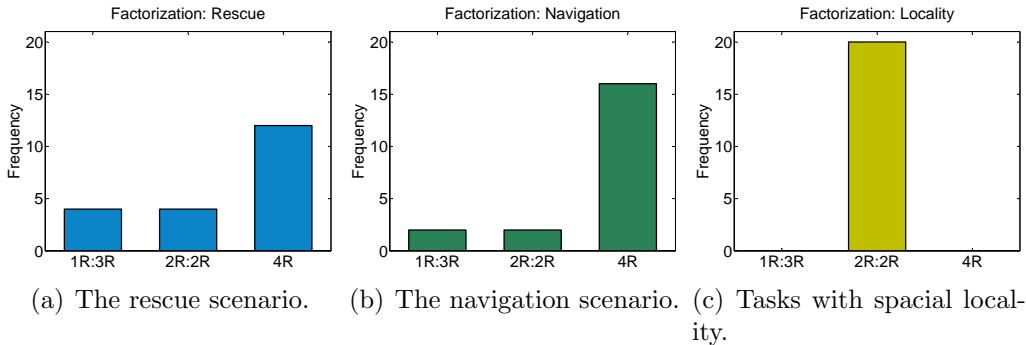 Factorization: Rescue
20
15
10
5
0
Frequency
1R:3R 2R:2R 4R
(a) The rescue scenario.
Factorization: Navigation
20
15
10
5
0
Frequency
1R:3R 2R:2R 4R
(b) The navigation scenario.
Factorization: Locality
20
15
10
5
0
Frequency
1R:3R 2R:2R 4R
(c) Tasks with spacial local-
ity.